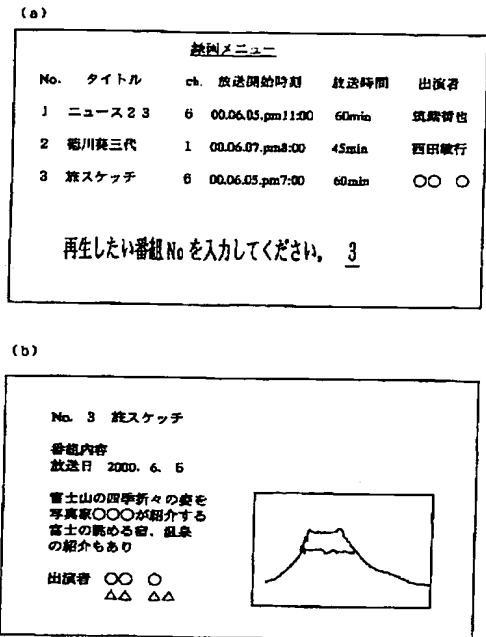 (a)
録画メニュー
No. タイトル ch. 放送開始時刻 放送時間 出演者
1 ニュース23 6 00.06.05.pm11:00 60min 筑紫哲也
2 徳川葵三代 1 00.06.07.pm8:00 45min 西田敏行
3 旅スケッチ 6 00.06.05.pm7:00 60min ○○ ○
再生したい番組Noを入力してください。 3
(b)
No. 3 旅スケッチ
番組内容
放送日 2000. 6. 5
富士山の四季折々の姿を
写真家○○○が紹介する
富士の眺める宿、温泉
の紹介もあり
出演者 ○○ ○
△△ △△